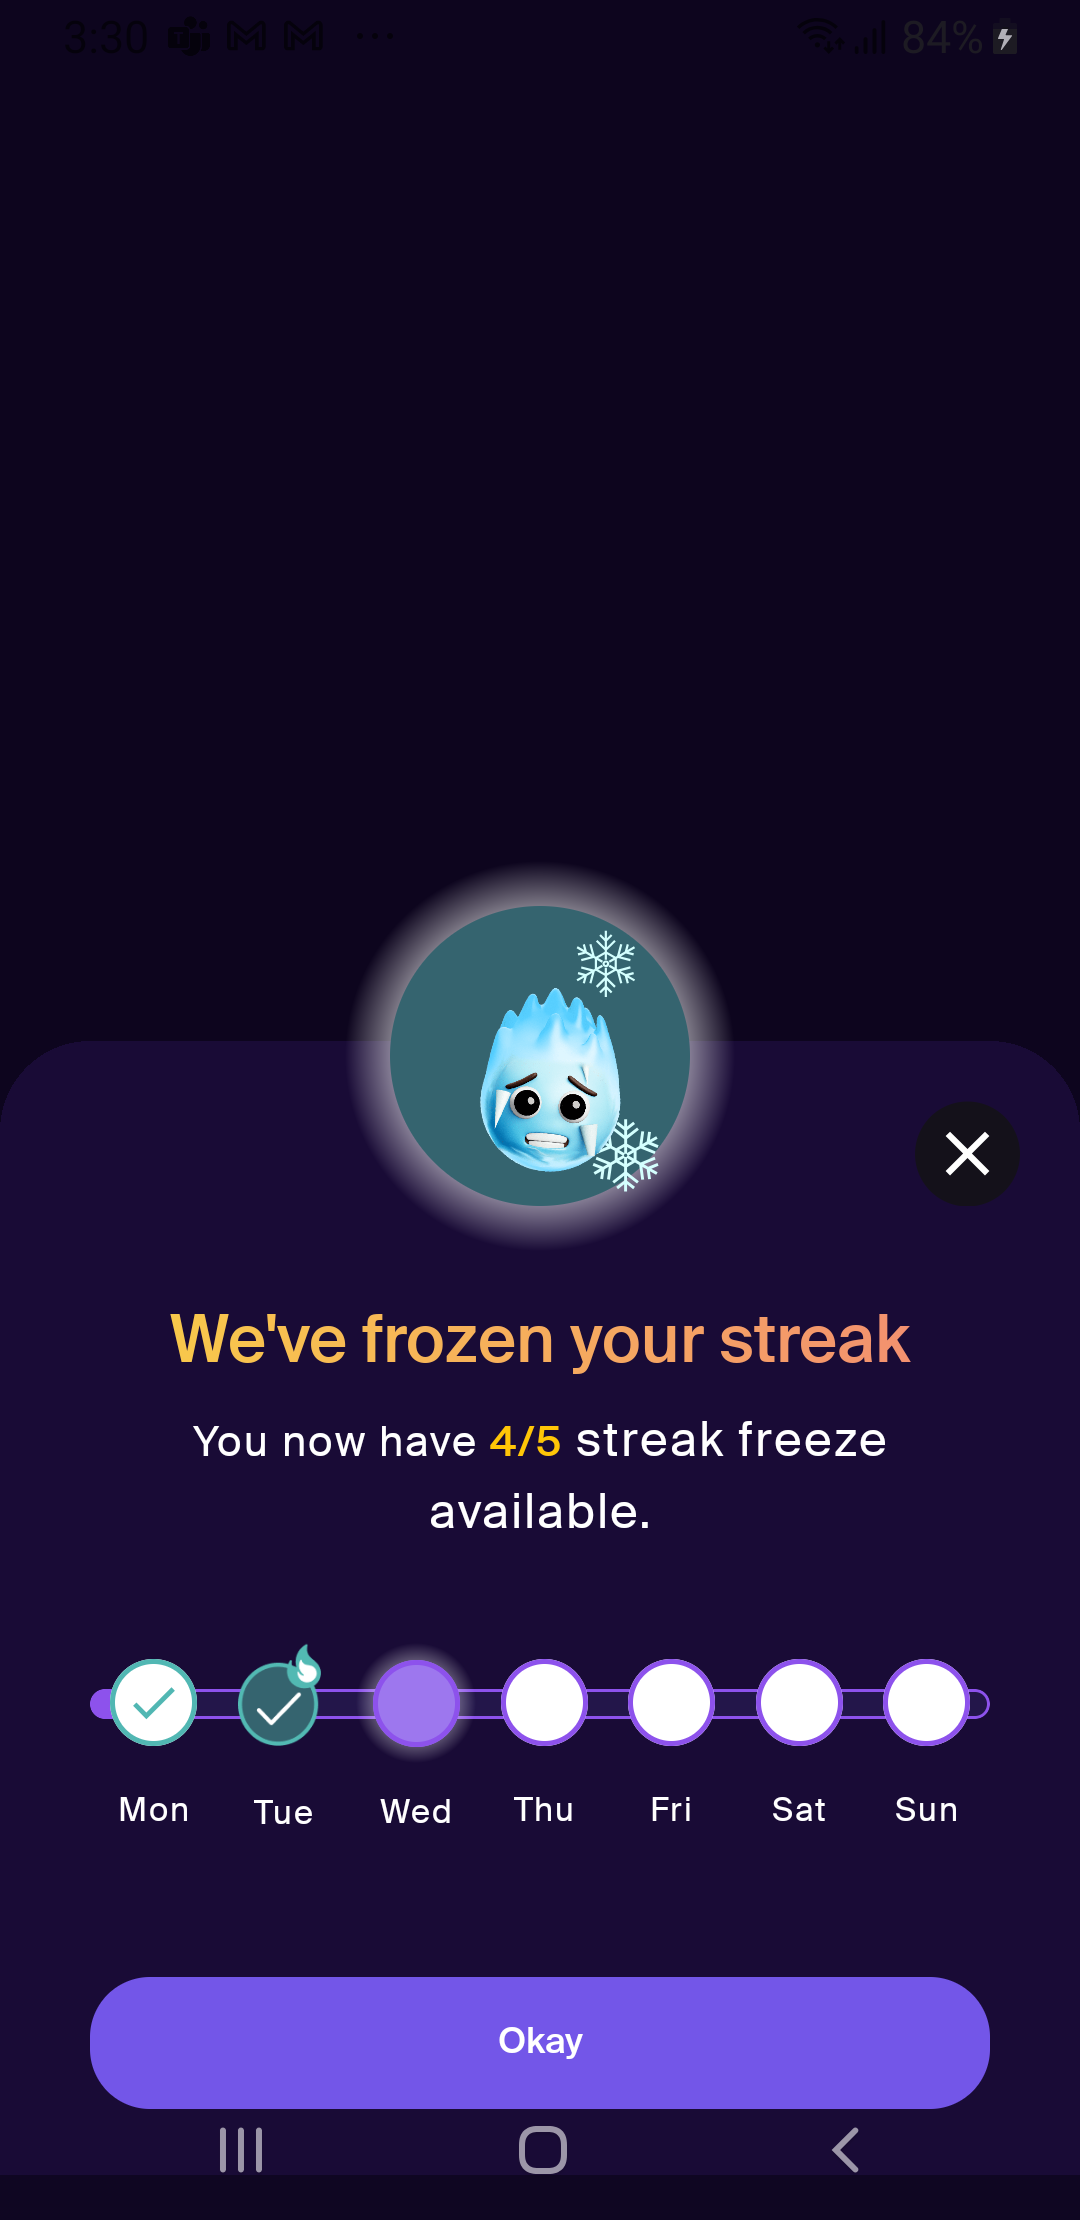 3:30 84%
We've frozen your streak
You now have 4/5 streak freeze
available.
Mon Tue Wed Thu Fri Sat Sun
Okay